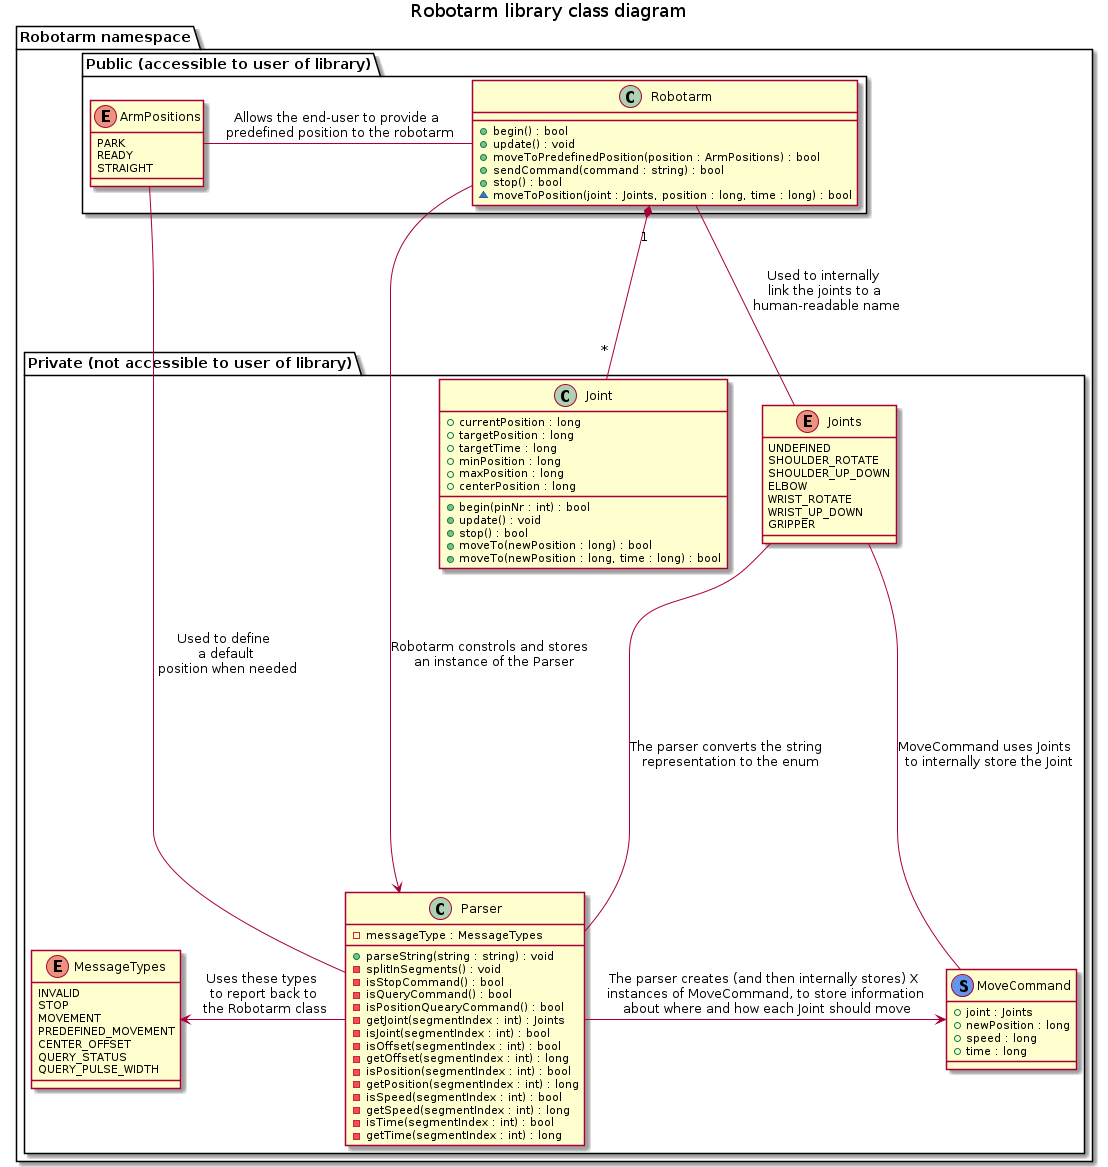 Robotarm library class diagram
Robotarm namespace
Public (accessible to user of library)
E ArmPositions
PARK
READY
STRAIGHT
Allows the end-user to provide a
predefined position to the robotarm
C Robotarm
begin() : bool
update() : void
moveToPredefinedPosition(position : ArmPositions) : bool
sendCommand(command : string) : bool
stop() : bool
moveToPosition(joint : Joints, position : long, time : long) : bool
1
*
Used to internally
link the joints to a
human-readable name
Private (not accessible to user of library)
C Joint
currentPosition : long
targetPosition : long
targetTime : long
minPosition : long
maxPosition : long
centerPosition : long
begin(pinNr : int) : bool
update() : void
stop() : bool
moveTo(newPosition : long) : bool
moveTo(newPosition : long, time : long) : bool
E Joints
UNDEFINED
SHOULDER_ROTATE
SHOULDER_UP_DOWN
ELBOW
WRIST_ROTATE
WRIST_UP_DOWN
GRIPPER
Used to define
a default
position when needed
Robotarm constrols and stores
an instance of the Parser
The parser converts the string
representation to the enum
MoveCommand uses Joints
to internally store the Joint
E MessageTypes
INVALID
STOP
MOVEMENT
PREDEFINED_MOVEMENT
CENTER_OFFSET
QUERY_STATUS
QUERY_PULSE_WIDTH
Uses these types
to report back to
the Robotarm class
C Parser
messageType : MessageTypes
parseString(string : string) : void
splitInSegments() : void
isStopCommand() : bool
isQueryCommand() : bool
isPositionQuearyCommand() : bool
getJoint(segmentIndex : int) : Joints
isJoint(segmentIndex : int) : bool
isOffset(segmentIndex : int) : bool
getOffset(segmentIndex : int) : long
isPosition(segmentIndex : int) : bool
getPosition(segmentIndex : int) : long
isSpeed(segmentIndex : int) : bool
getSpeed(segmentIndex : int) : long
isTime(segmentIndex : int) : bool
getTime(segmentIndex : int) : long
The parser creates (and then internally stores) X
instances of MoveCommand, to store information
about where and how each Joint should move
S MoveCommand
joint : Joints
newPosition : long
speed : long
time : long